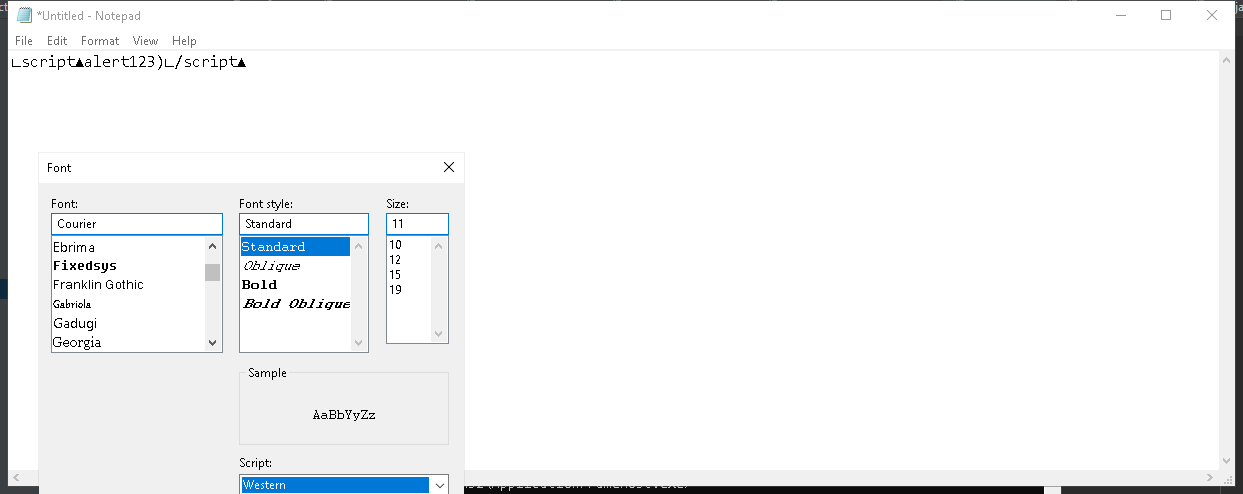 *Untitled - Notepad
File Edit Format View Help
∟script▲alert123)∟/script▲
Font
Font: Font style: Size:
Courier Standard 11
Ebrima Standard 10
Fixedsys Oblique 12
Franklin Gothic Bold 15
Gabriola Bold Oblique 19
Gadugi
Georgia
Sample
AaBbYyZz
Script:
Western